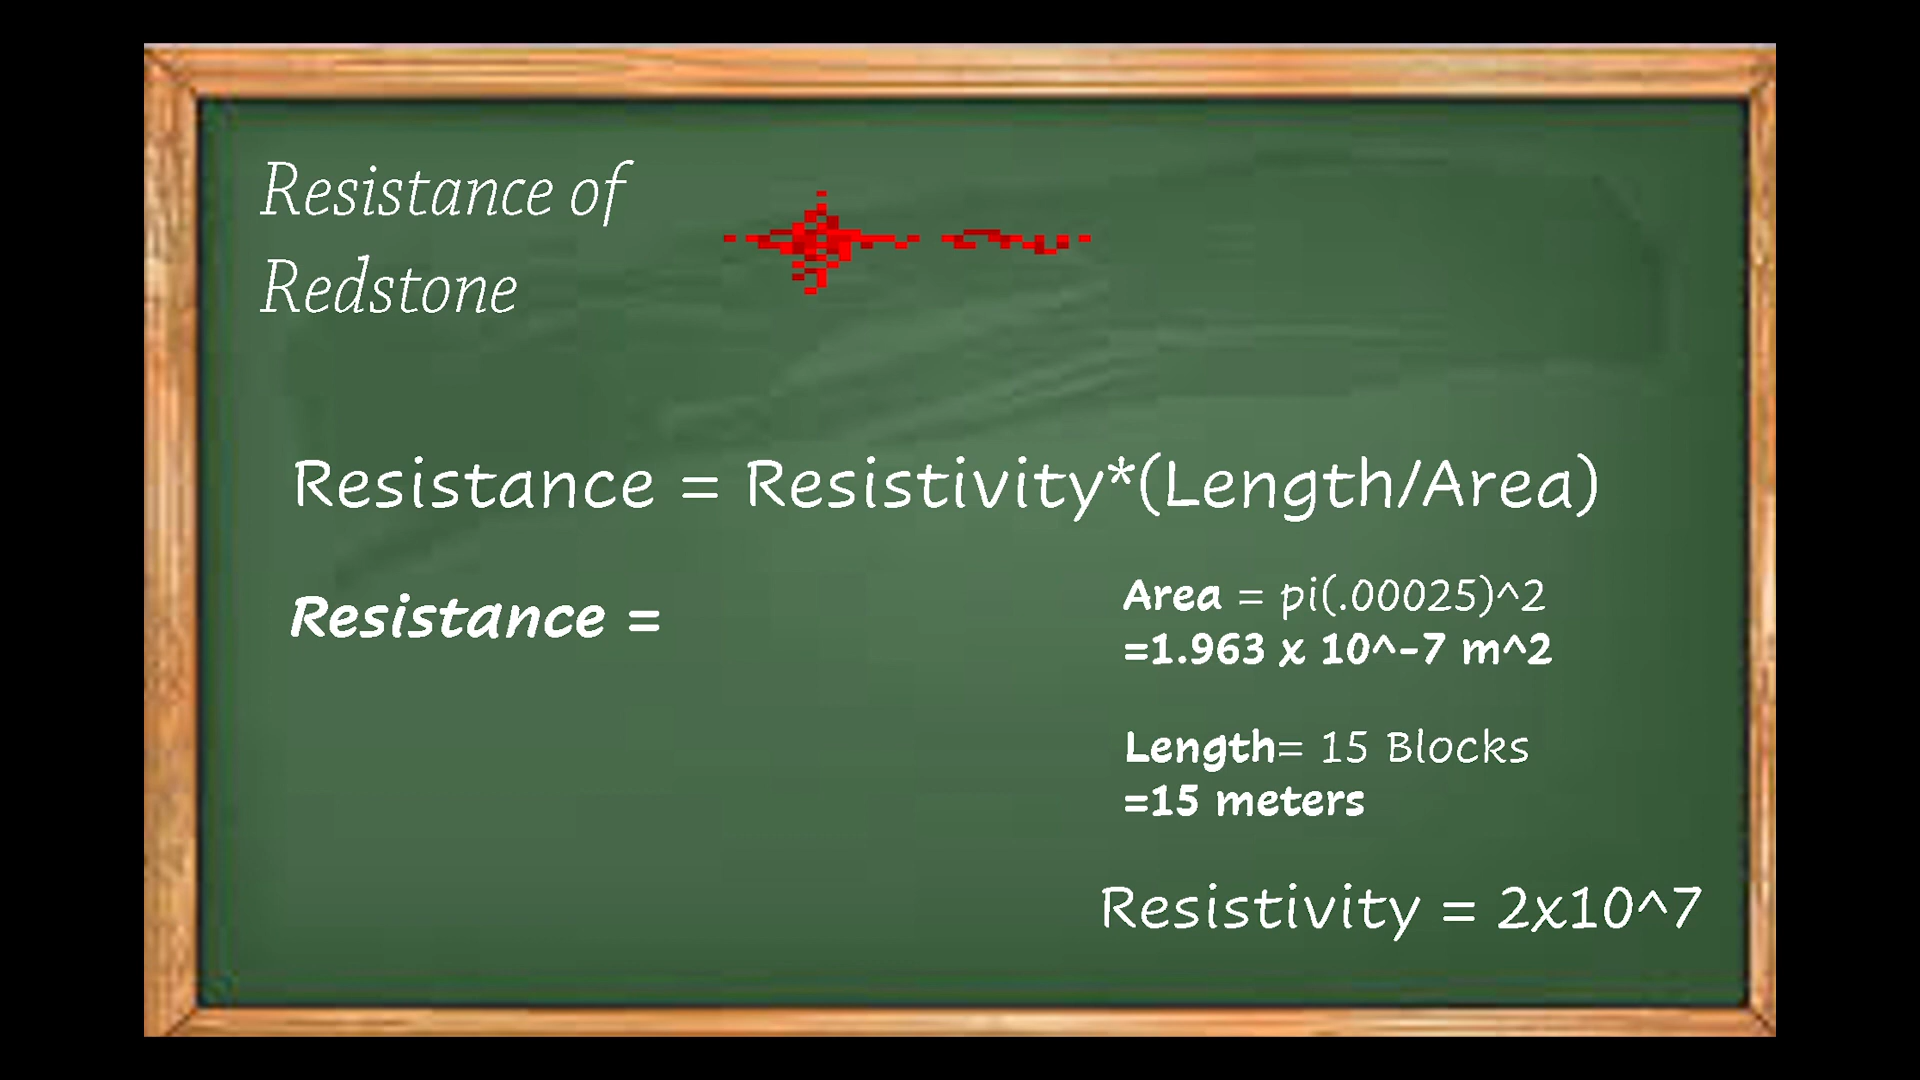 Resistance of
Redstone
Resistance = Resistivity*(Length/Area)
Resistance =
Area = pi(.00025)^2
=1.963 x 10^-7 m^2
Length= 15 Blocks
=15 meters
Resistivity = 2x10^7